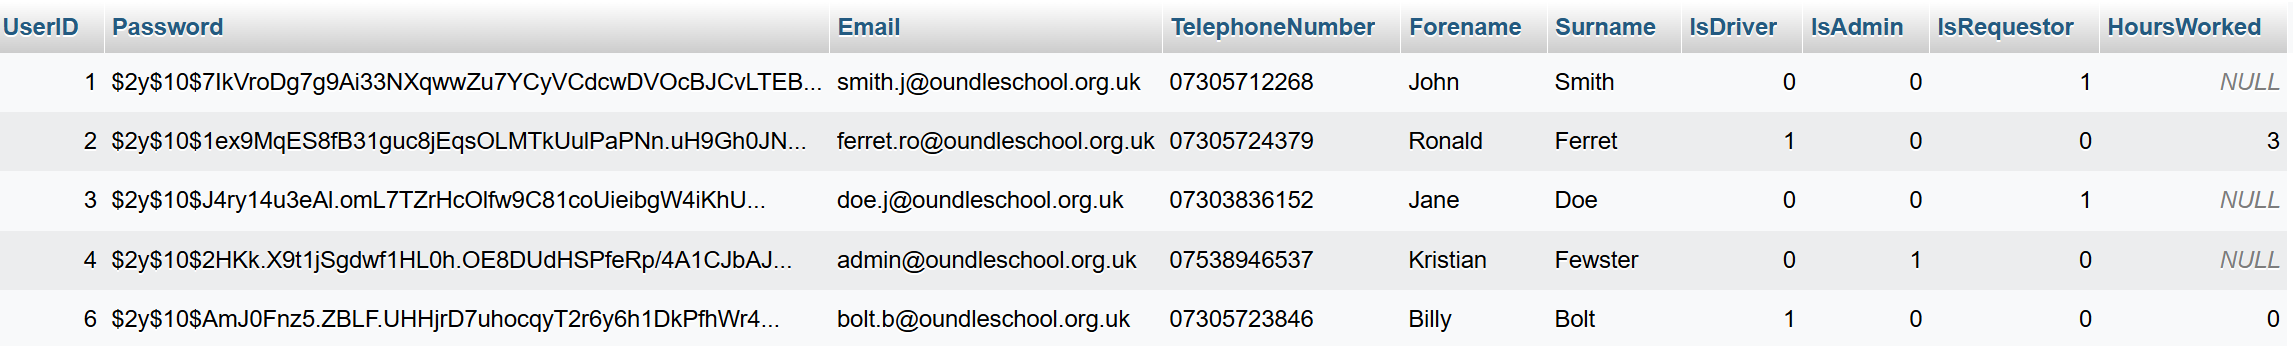 UserID Password Email TelephoneNumber Forename Surname IsDriver IsAdmin IsRequestor HoursWorked
1 $2y$10$7IkVroDg7g9Ai33NXqwwZu7YCyVCdcwDVOcBJCvLTEB... smith.j@oundleschool.org.uk 07305712268 John Smith 0 0 1 NULL
2 $2y$10$1ex9MqES8fB31guc8jEqsOLMTkUulPaPNn.uH9Gh0JN... ferret.ro@oundleschool.org.uk 07305724379 Ronald Ferret 1 0 0 3
3 $2y$10$J4ry14u3eAl.omL7TZrHcOlfw9C81coUieibgW4iKhU... doe.j@oundleschool.org.uk 07303836152 Jane Doe 0 0 1 NULL
4 $2y$10$2HKk.X9t1jSgdwf1HL0h.OE8DUdHSPfeRp/4A1CJbAJ... admin@oundleschool.org.uk 07538946537 Kristian Fewster 0 1 0 NULL
6 $2y$10$AmJ0Fnz5.ZBLF.UHHjrD7uhocqyT2r6y6h1DkPfhWr4... bolt.b@oundleschool.org.uk 07305723846 Billy Bolt 1 0 0 0